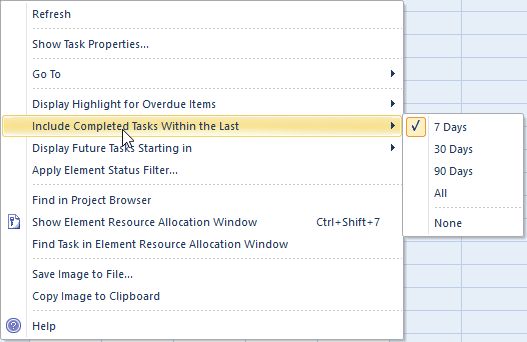 Refresh
Show Task Properties...
Go To
Display Highlight for Overdue Items
Include Completed Tasks Within the Last
Display Future Tasks Starting in
Apply Element Status Filter...
Find in Project Browser
Show Element Resource Allocation Window Ctrl+Shift+7
Find Task in Element Resource Allocation Window
Save Image to File...
Copy Image to Clipboard
Help
7 Days
30 Days
90 Days
All
None